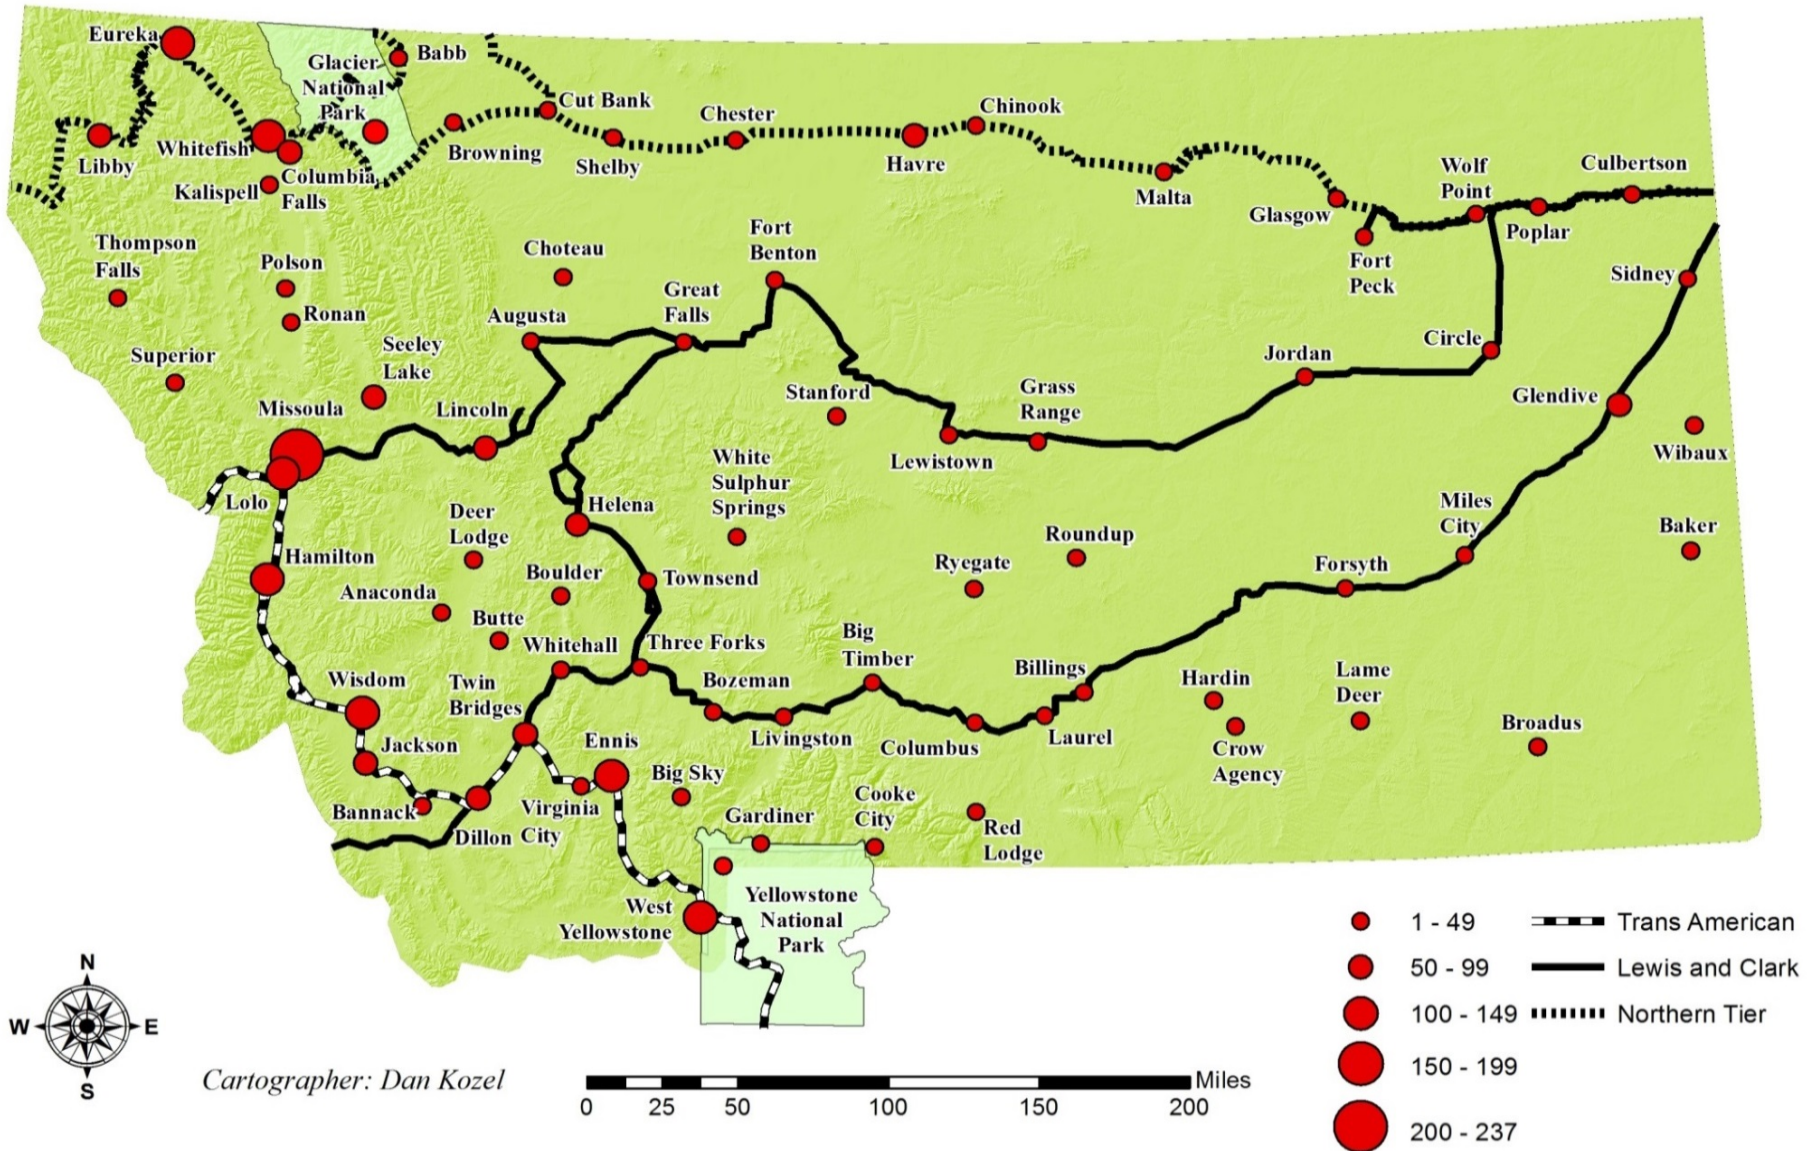 Eureka
Babb
Glacier
National
Park
Cut Bank
Chester
Chinook
Libby
Whitefish
Browning
Shelby
Havre
Wolf
Point
Culbertson
Kalispell
Columbia
Falls
Malta
Glasgow
Poplar
Thompson
Falls
Polson
Choteau
Fort
Benton
Fort
Peck
Sidney
Ronan
Augusta
Great
Falls
Superior
Seeley
Lake
Jordan
Circle
Missoula
Lincoln
Stanford
Grass
Range
Glendive
Lewistown
Wibaux
Lolo
Deer
Lodge
Helena
White
Sulphur
Springs
Miles
City
Baker
Hamilton
Anaconda
Boulder
Townsend
Ryegate
Roundup
Forsyth
Butte
Whitehall
Three Forks
Big
Timber
Wisdom
Twin
Bridges
Bozeman
Billings
Hardin
Lame
Deer
Jackson
Ennis
Livingston
Columbus
Laurel
Crow
Agency
Broadus
Big Sky
Bannack
Dillon
Virginia
City
Gardiner
Cooke
City
Red
Lodge
West
Yellowstone
Yellowstone
National
Park
1 - 49
Trans American
50 - 99
Lewis and Clark
100 - 149
Northern Tier
150 - 199
200 - 237
N
W
E
S
Cartographer: Dan Kozel
Miles
0 25 50 100 150 200